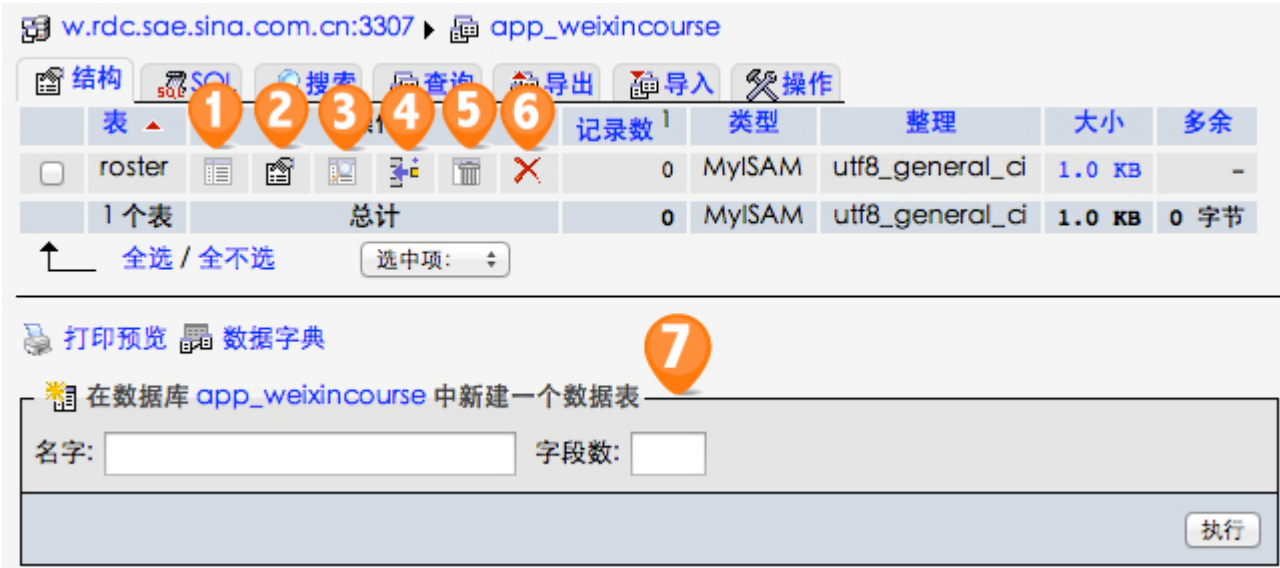 w.rdc.sae.sina.com.cn:3307 app_weixincourse
结构 SQL 搜索 查询 导出 导入 操作
1 2 3 4 5 6
表 记录数 1 类型 整理 大小 多余
roster 0 MyISAM utf8_general_ci 1.0 KB –
1 个表 总计 0 MyISAM utf8_general_ci 1.0 KB 0 字节
全选 / 全不选 选中项:
打印预览 数据字典
7
在数据库 app_weixincourse 中新建一个数据表
名字: 字段数:
执行